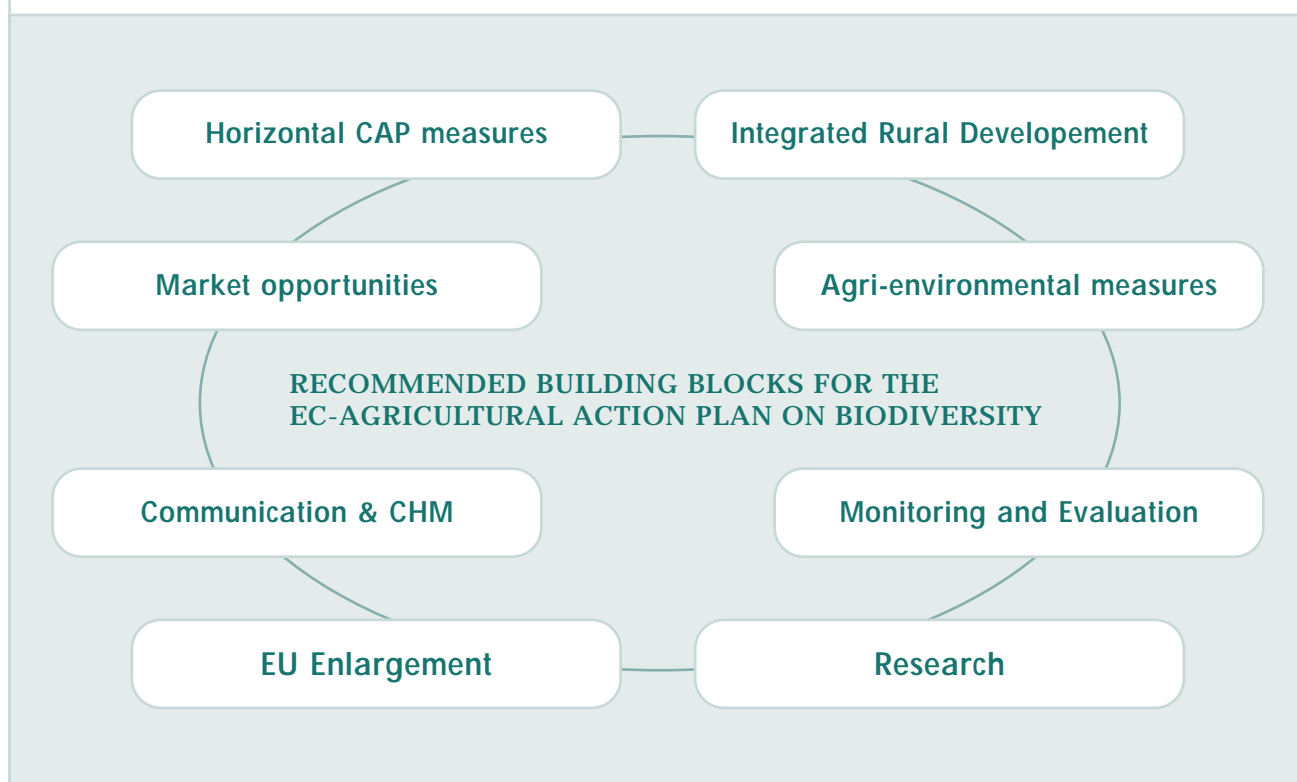 Horizontal CAP measures
Integrated Rural Developement
Market opportunities
Agri-environmental measures
RECOMMENDED BUILDING BLOCKS FOR THE
EC-AGRICULTURAL ACTION PLAN ON BIODIVERSITY
Communication & CHM
Monitoring and Evaluation
EU Enlargement
Research